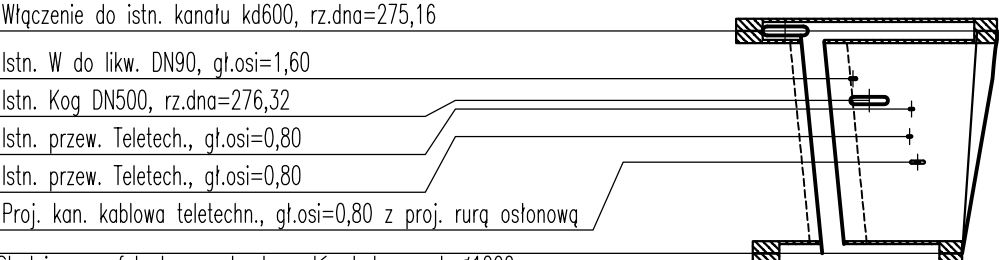 Włączenie do istn. kanału kd600, rz.dna=275,16
Istn. W do likw. DN90, gł.osi=1,60
Istn. Kog DN500, rz.dna=276,32
Istn. przew. Teletech., gł.osi=0,80
Istn. przew. Teletech., gł.osi=0,80
Proj. kan. kablowa teletechn., gł.osi=0,80 z proj. rurą osłonową